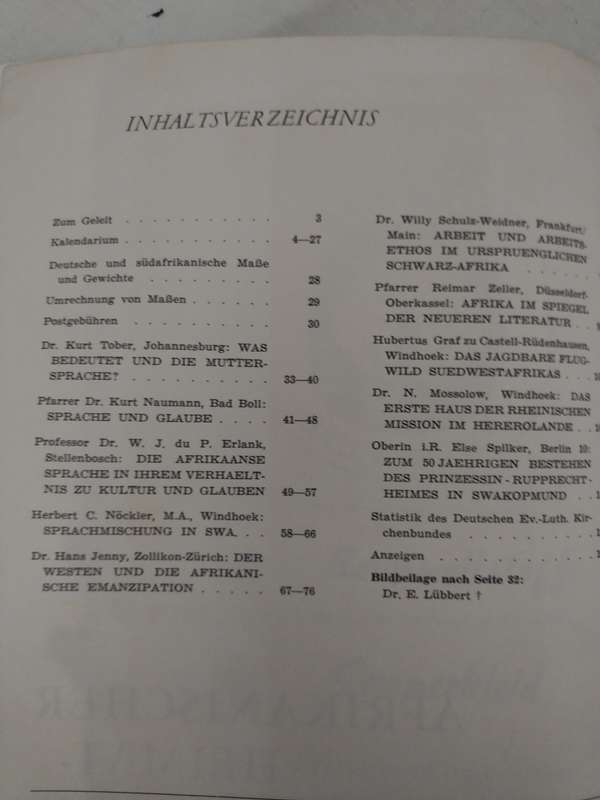 INHALTSVERZEICHNIS
Zum Geleit . . . . . . . . . . . 3
Kalendarium . . . . . . . . . . . 4—27
Deutsche und südafrikanische Maße
und Gewichte . . . . . . . . . 28
Umrechnung von Maßen . . . . . . 29
Postgebühren . . . . . . . . . . 30
Dr. Kurt Tober, Johannesburg: WAS
BEDEUTET UND DIE MUTTER-
SPRACHE? . . . . . . . . . . 33—40
Pfarrer Dr. Kurt Naumann, Bad Boll:
SPRACHE UND GLAUBE . . . . 41—48
Professor Dr. W. J. du P. Erlank,
Stellenbosch: DIE AFRIKAANSE
SPRACHE IN IHREM VERHAELT-
NIS ZU KULTUR UND GLAUBEN 49—57
Herbert C. Nöckler, M.A., Windhoek:
SPRACHMISCHUNG IN SWA. . . 58—66
Dr. Hans Jenny, Zollikon-Zürich: DER
WESTEN UND DIE AFRIKANI-
SCHE EMANZIPATION . . . . . 67—76
Dr. Willy Schulz-Weidner, Frankfurt/
Main: ARBEIT UND ARBEITS-
ETHOS IM URSPRUENGLICHEN
SCHWARZ-AFRIKA . . . . . .
Pfarrer Reimar Zeller, Düsseldorf-
Oberkassel: AFRIKA IM SPIEGEL
DER NEUEREN LITERATUR . .
Hubertus Graf zu Castell-Rüdenhausen,
Windhoek: DAS JAGDBARE FLUG-
WILD SUEDWESTAFRIKAS . . .
Dr. N. Mossolow, Windhoek: DAS
ERSTE HAUS DER RHEINISCHEN
MISSION IM HEREROLANDE . .
Oberin i.R. Else Spilker, Berlin 10:
ZUM 50 JAEHRIGEN BESTEHEN
DES PRINZESSIN - RUPPRECHT-
HEIMES IN SWAKOPMUND . .
Statistik des Deutschen Ev.-Luth. Kir-
chenbundes . . . . . . . .
Anzeigen . . . . . . . . . .
Bildbeilage nach Seite 32:
Dr. E. Lübbert †